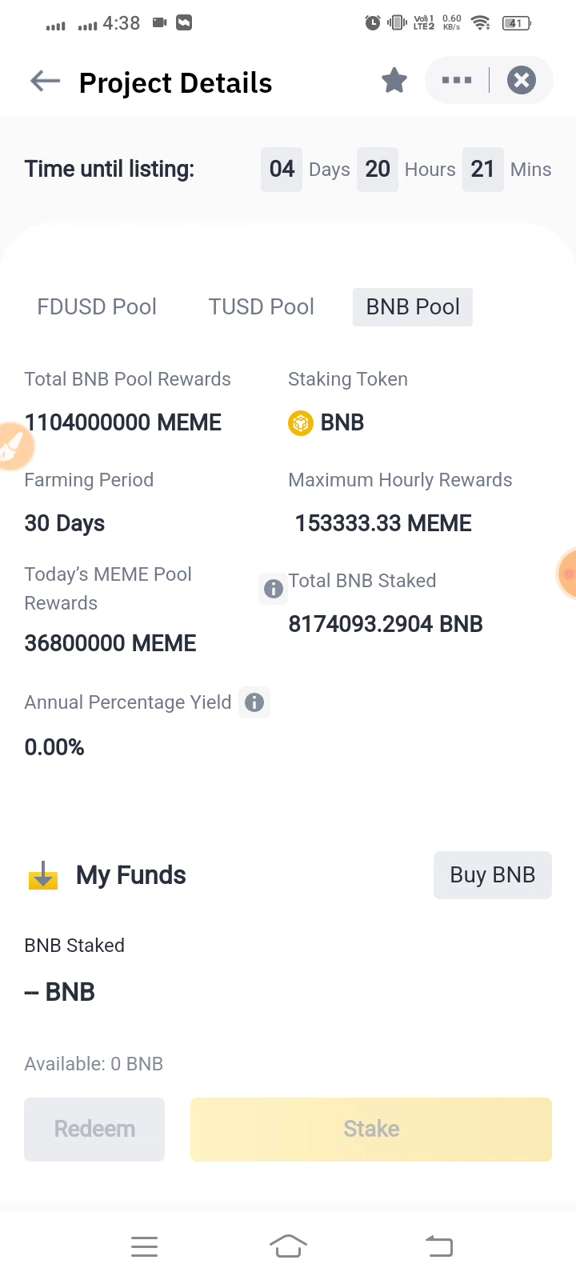 4:38 Vo) 1 LTE2 0.60 KB/s 41
Project Details
Time until listing: 04 Days 20 Hours 21 Mins
FDUSD Pool TUSD Pool BNB Pool
Total BNB Pool Rewards Staking Token
1104000000 MEME BNB
Farming Period Maximum Hourly Rewards
30 Days 153333.33 MEME
Today’s MEME Pool
Rewards
Total BNB Staked
36800000 MEME
8174093.2904 BNB
Annual Percentage Yield
0.00%
My Funds Buy BNB
BNB Staked
-- BNB
Available: 0 BNB
Redeem Stake